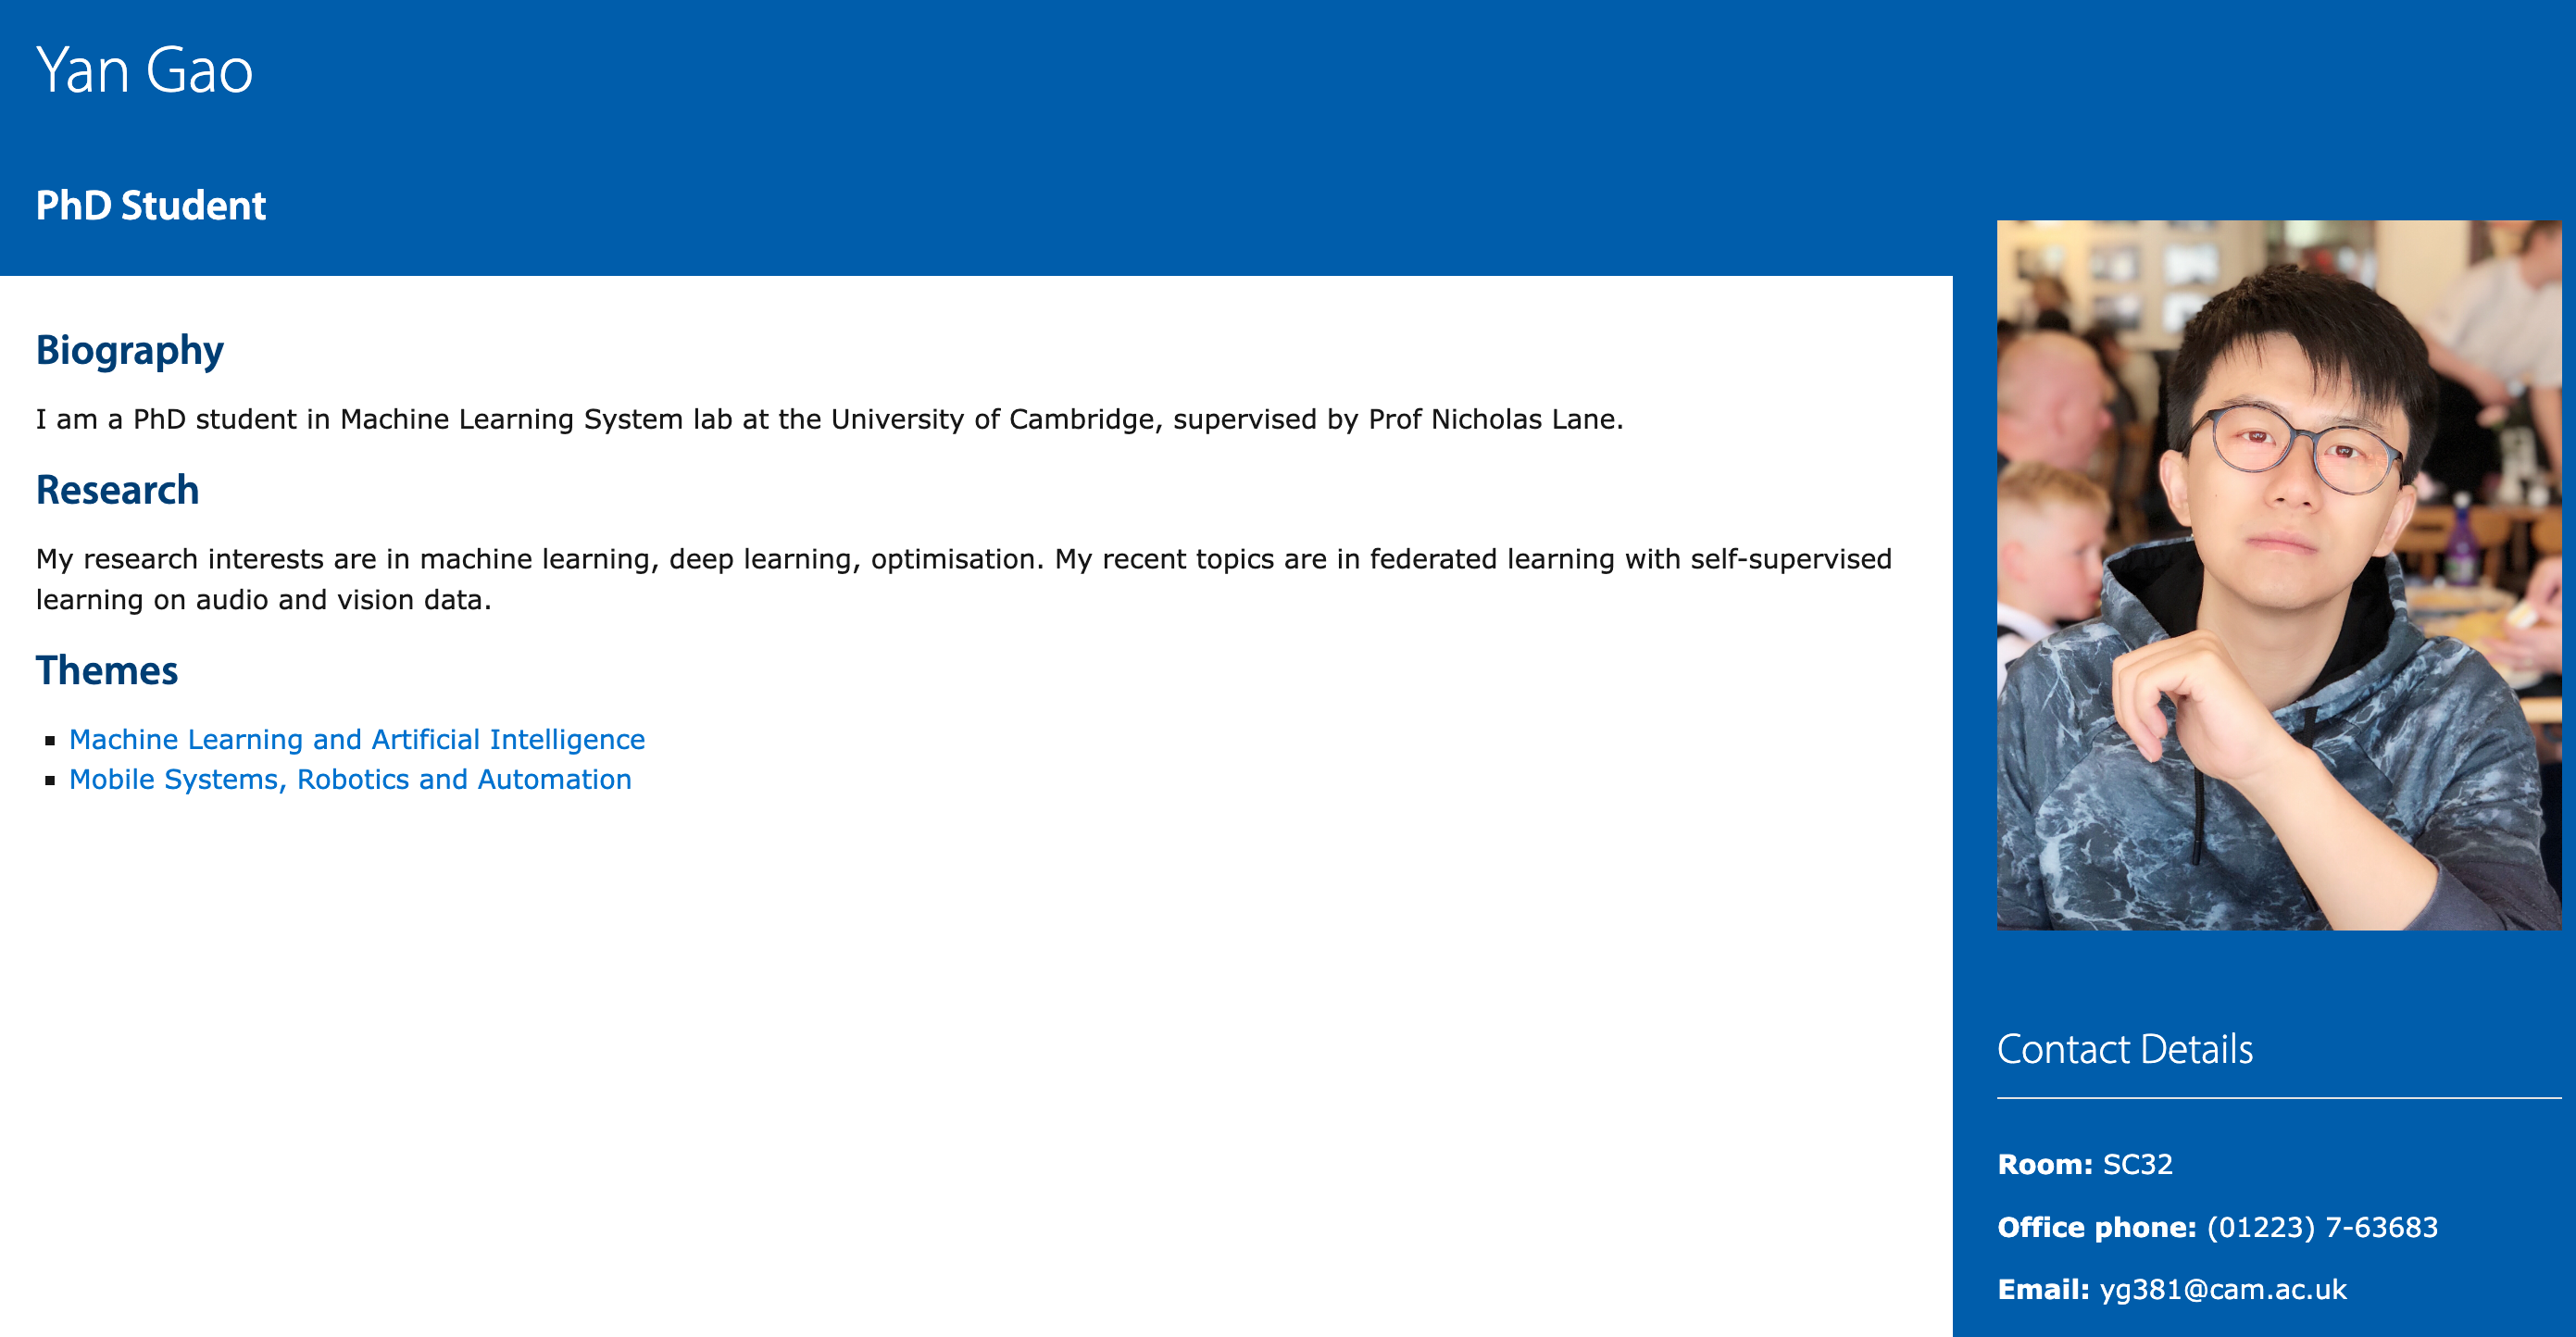 Yan Gao
PhD Student
Biography
I am a PhD student in Machine Learning System lab at the University of Cambridge, supervised by Prof Nicholas Lane.
Research
My research interests are in machine learning, deep learning, optimisation. My recent topics are in federated learning with self-supervised
learning on audio and vision data.
Themes
Machine Learning and Artificial Intelligence
Mobile Systems, Robotics and Automation
Contact Details
Room: SC32
Office phone: (01223) 7-63683
Email: yg381@cam.ac.uk